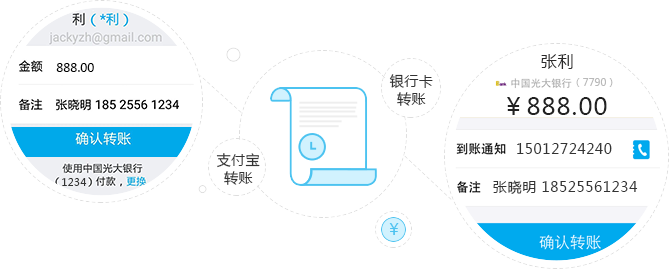 利（*利）
jackyzh@gmail.com
金额 888.00
备注 张晓明 185 2556 1234
确认转账
使用中国光大银行
（1234）付款，更换
支付宝
转账
银行卡
转账
¥
张利
中国光大银行（7790）
¥888.00
到账通知 15012724240
备注 张晓明 18525561234
确认转账